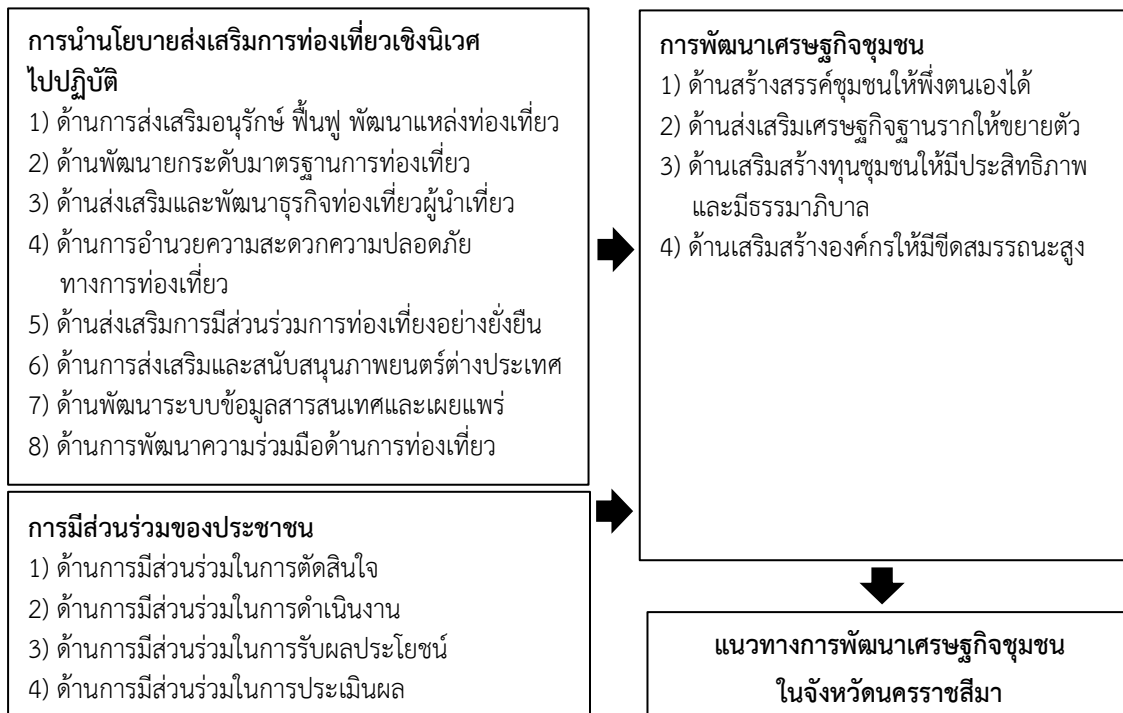 การนำนโยบายส่งเสริมการท่องเที่ยวเชิงนิเวศ
ไปปฏิบัติ
1) ด้านการส่งเสริมอนุรักษ์ ฟื้นฟู พัฒนาแหล่งท่องเที่ยว
2) ด้านพัฒนายกระดับมาตรฐานการท่องเที่ยว
3) ด้านส่งเสริมและพัฒนาธุรกิจท่องเที่ยวผู้นำเที่ยว
4) ด้านการอำนวยความสะดวกความปลอดภัย
ทางการท่องเที่ยว
5) ด้านส่งเสริมการมีส่วนร่วมการท่องเที่ยงอย่างยั่งยืน
6) ด้านการส่งเสริมและสนับสนุนภาพยนตร์ต่างประเทศ
7) ด้านพัฒนาระบบข้อมูลสารสนเทศและเผยแพร่
8) ด้านการพัฒนาความร่วมมือด้านการท่องเที่ยว
การมีส่วนร่วมของประชาชน
1) ด้านการมีส่วนร่วมในการตัดสินใจ
2) ด้านการมีส่วนร่วมในการดำเนินงาน
3) ด้านการมีส่วนร่วมในการรับผลประโยชน์
4) ด้านการมีส่วนร่วมในการประเมินผล
การพัฒนาเศรษฐกิจชุมชน
1) ด้านสร้างสรรค์ชุมชนให้พึ่งตนเองได้
2) ด้านส่งเสริมเศรษฐกิจฐานรากให้ขยายตัว
3) ด้านเสริมสร้างทุนชุมชนให้มีประสิทธิภาพ
และมีธรรมาภิบาล
4) ด้านเสริมสร้างองค์กรให้มีขีดสมรรถนะสูง
แนวทางการพัฒนาเศรษฐกิจชุมชน
ในจังหวัดนครราชสีมา